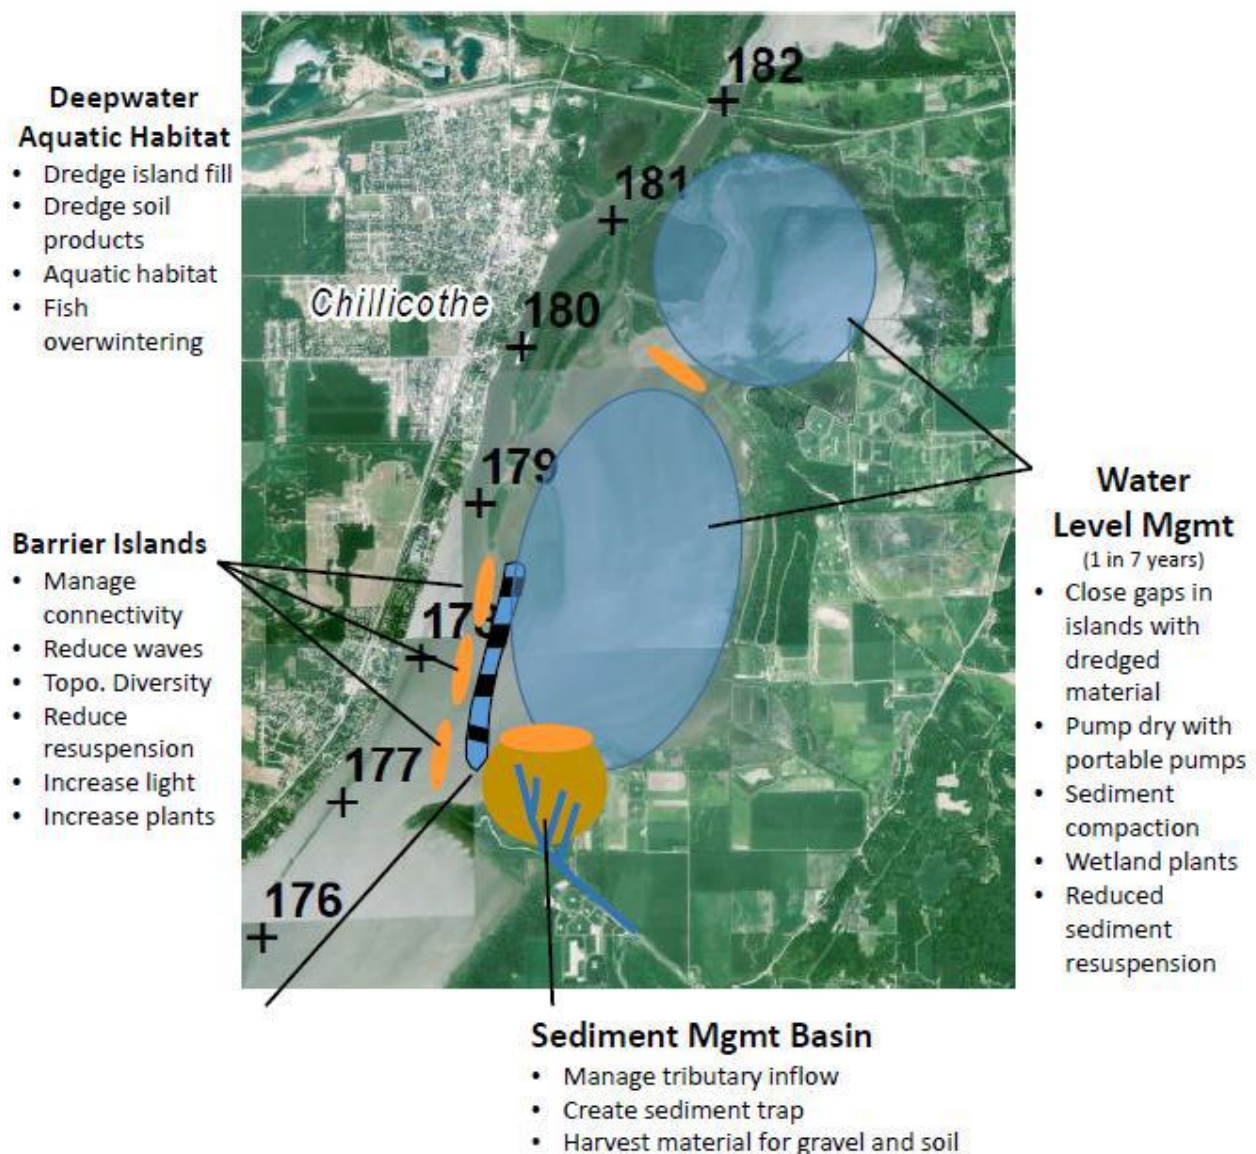 Deepwater
Aquatic Habitat
• Dredge island fill
• Dredge soil
products
• Aquatic habitat
• Fish
overwintering
Barrier Islands
• Manage
connectivity
• Reduce waves
• Topo. Diversity
• Reduce
resuspension
• Increase light
• Increase plants
182
181
Chillicothe
180
179
178
177
176
Water
Level Mgmt
(1 in 7 years)
• Close gaps in
islands with
dredged
material
• Pump dry with
portable pumps
• Sediment
compaction
• Wetland plants
• Reduced
sediment
resuspension
Sediment Mgmt Basin
• Manage tributary inflow
• Create sediment trap
• Harvest material for gravel and soil